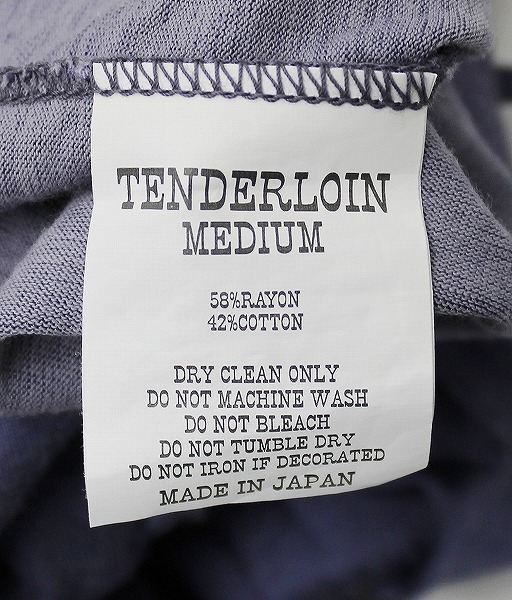 TENDERLOIN
MEDIUM
58%RAYON
42%COTTON
DRY CLEAN ONLY
DO NOT MACHINE WASH
DO NOT BLEACH
DO NOT TUMBLE DRY
DO NOT IRON IF DECORATED
MADE IN JAPAN